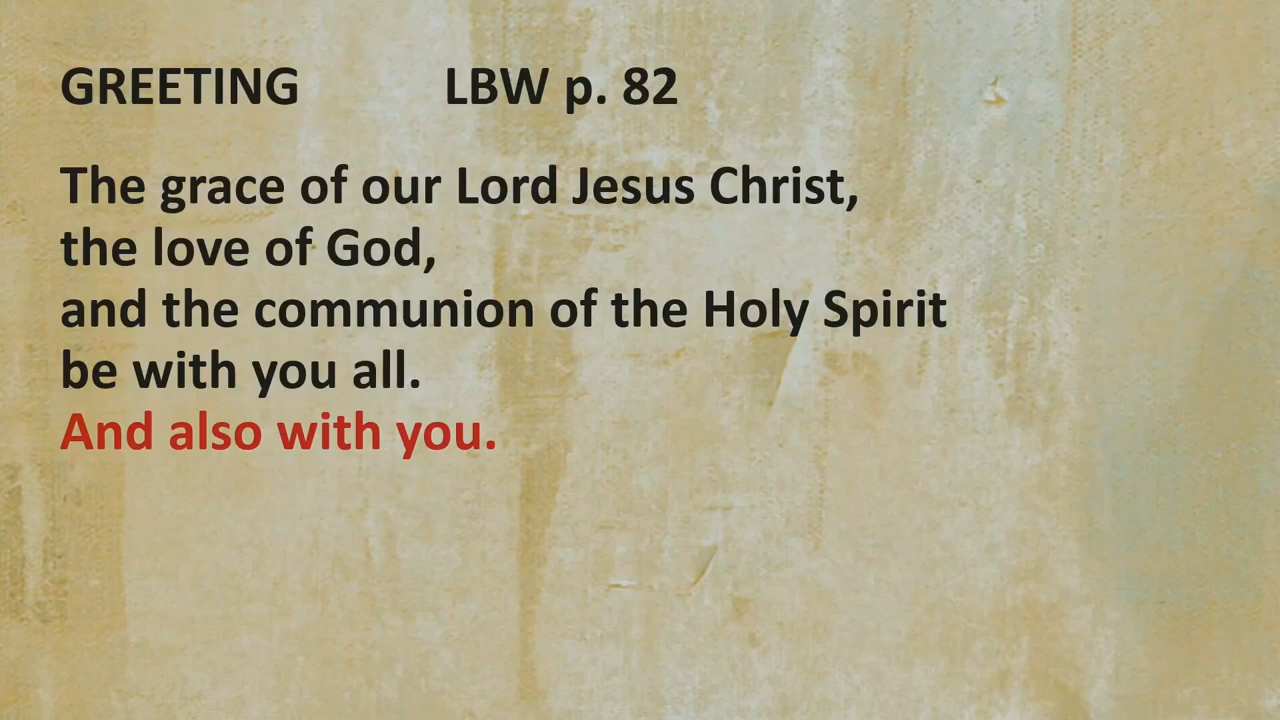 GREETING LBW p. 82
The grace of our Lord Jesus Christ,
the love of God,
and the communion of the Holy Spirit
be with you all.
And also with you.